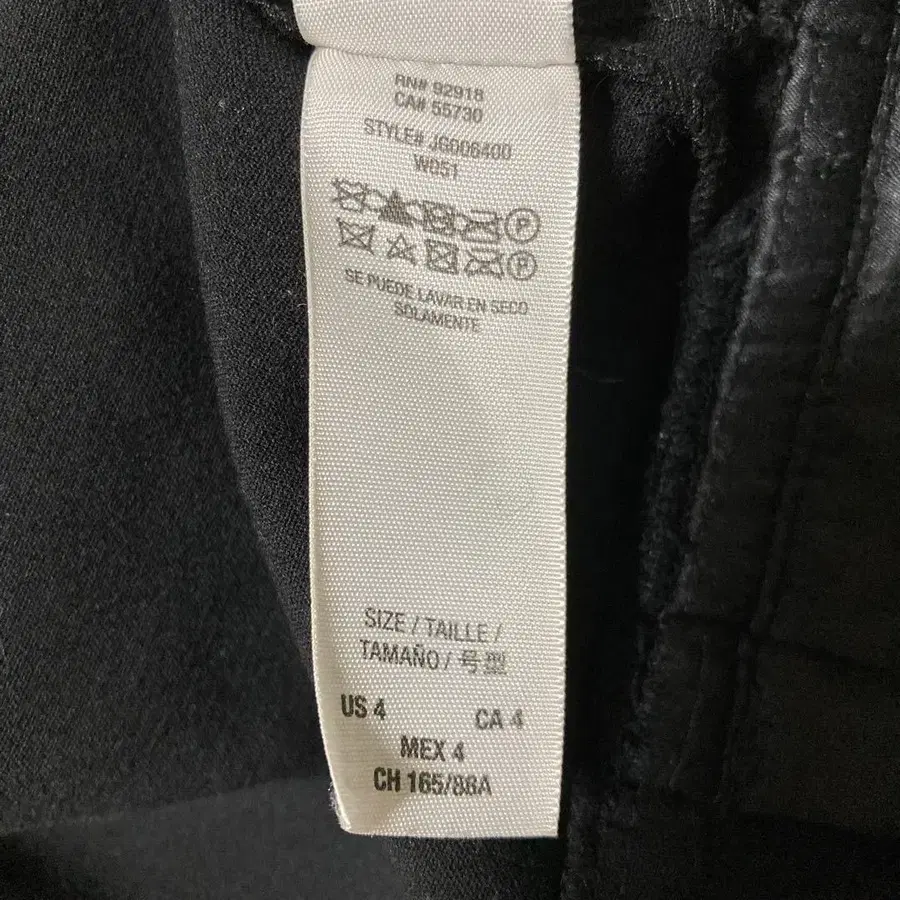 RN# 92918
CA# 55730
STYLE# JG006400
W051
P
P
SE PUEDE LAVAR EN SECO
SOLAMENTE
SIZE / TAILLE /
TAMAÑO / 号型
US 4 CA 4
MEX 4
CH 165/88A